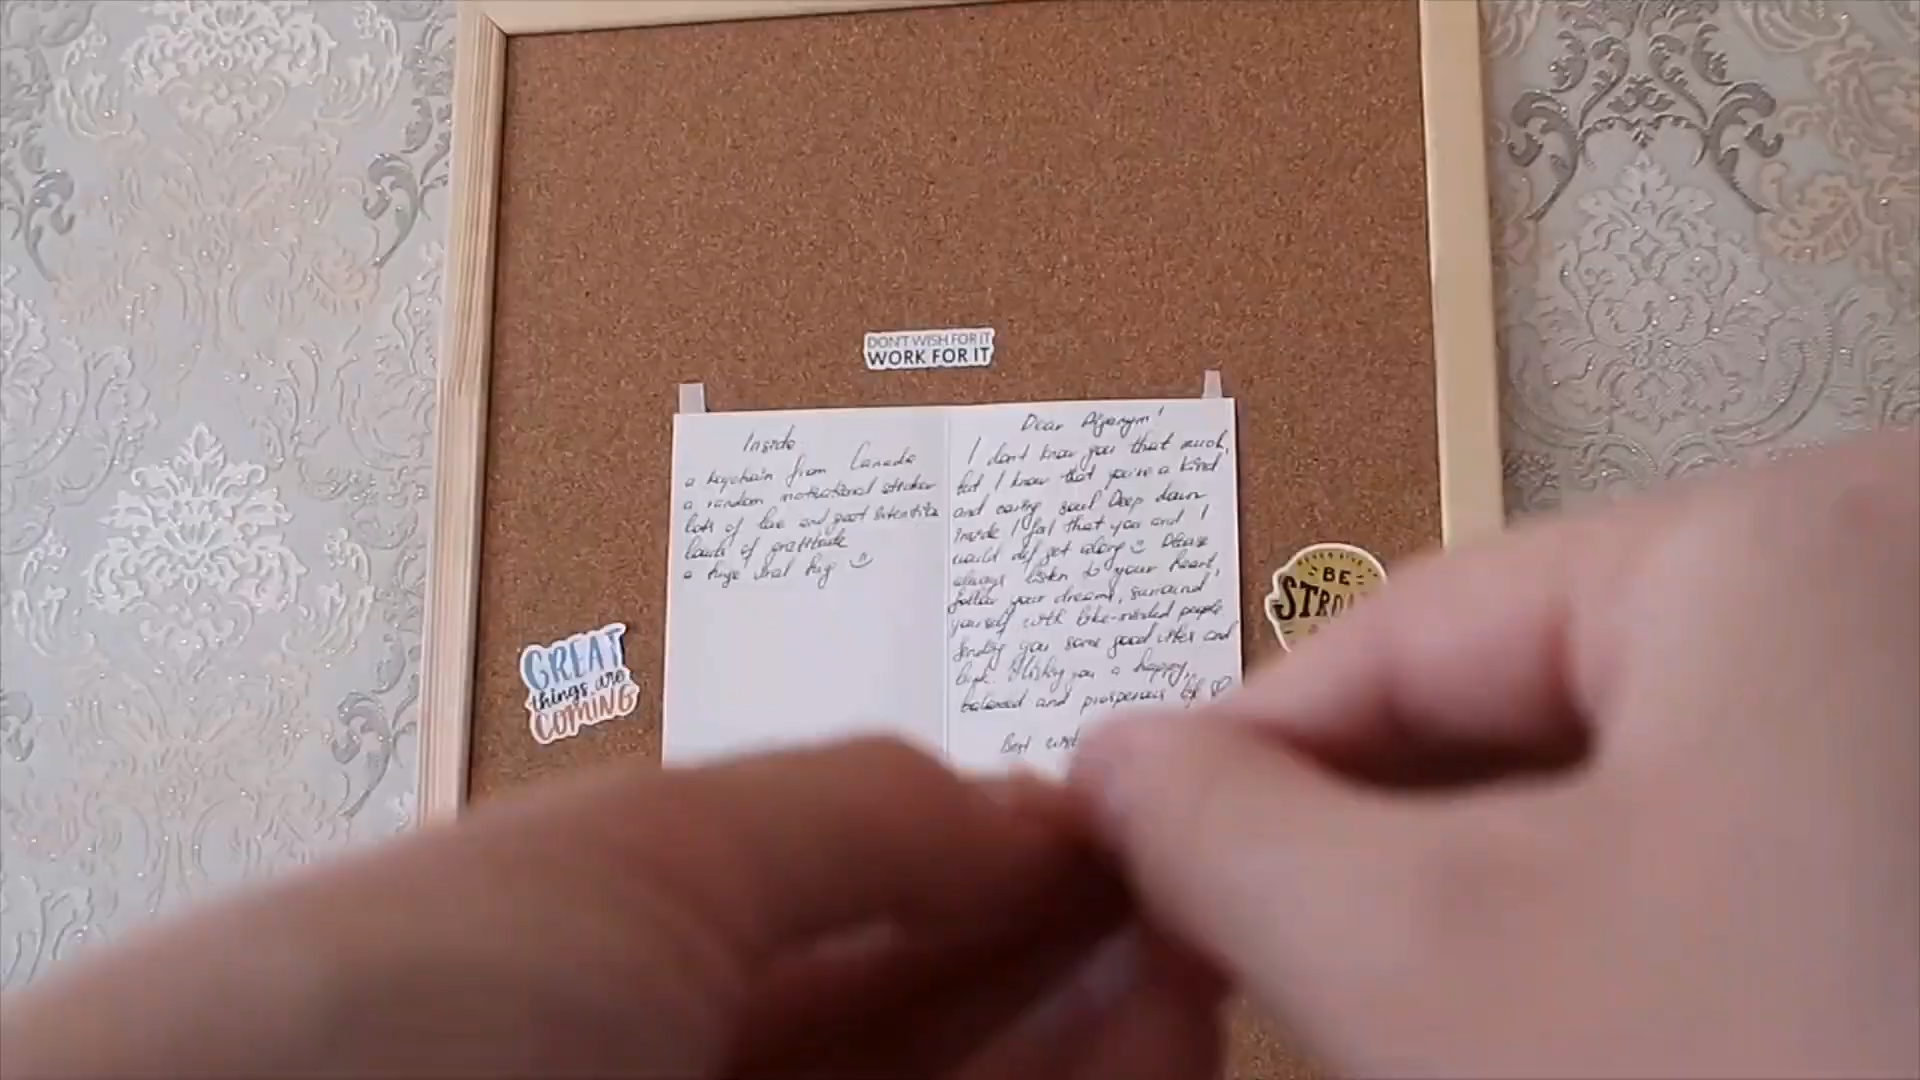 DON'T WISH FOR IT
WORK FOR IT
Inside
a keychain from Canada
a random motivational sticker
lots of love and good intentions
loads of gratitude
a huge viral hug
Dear
I don't know you that much,
but I know that you're a kind
and caring soul Deep down
inside I feel that you and I
would def get along Please
always listen to your heart,
follow your dreams, surround
yourself with like-minded people
Sending you some good vibes and
luck. Wishing you a happy,
balanced and prosperous life
Best
GREAT
things are
COMING
BE